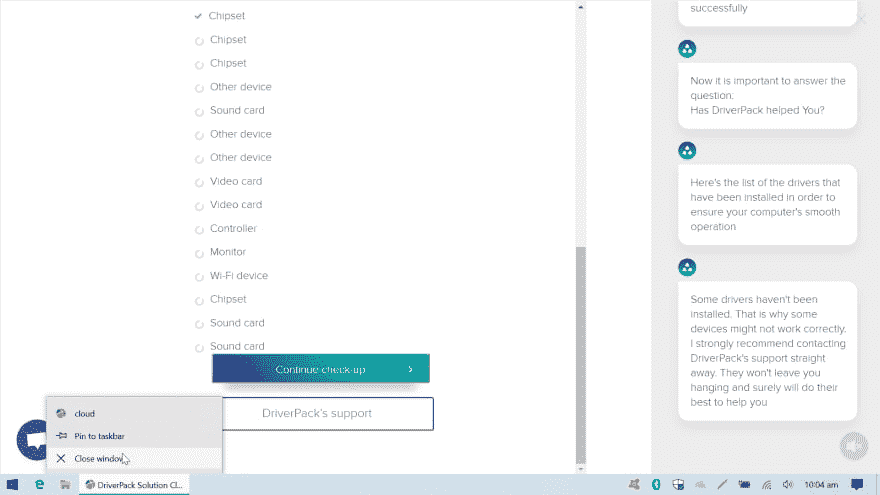 Chipset
Chipset
Chipset
Other device
Sound card
Other device
Other device
Video card
Video card
Controller
Monitor
Wi-Fi device
Chipset
Sound card
Sound card
Continue check-up
DriverPack's support
cloud
Pin to taskbar
Close window
successfully
Now it is important to answer the
question:
Has DriverPack helped You?
Here's the list of the drivers that
have been installed in order to
ensure your computer's smooth
operation
Some drivers haven't been
installed. That is why some
devices might not work correctly.
I strongly recommend contacting
DriverPack's support straight
away. They won't leave you
hanging and surely will do their
best to help you
DriverPack Solution Cl...
10:04 am